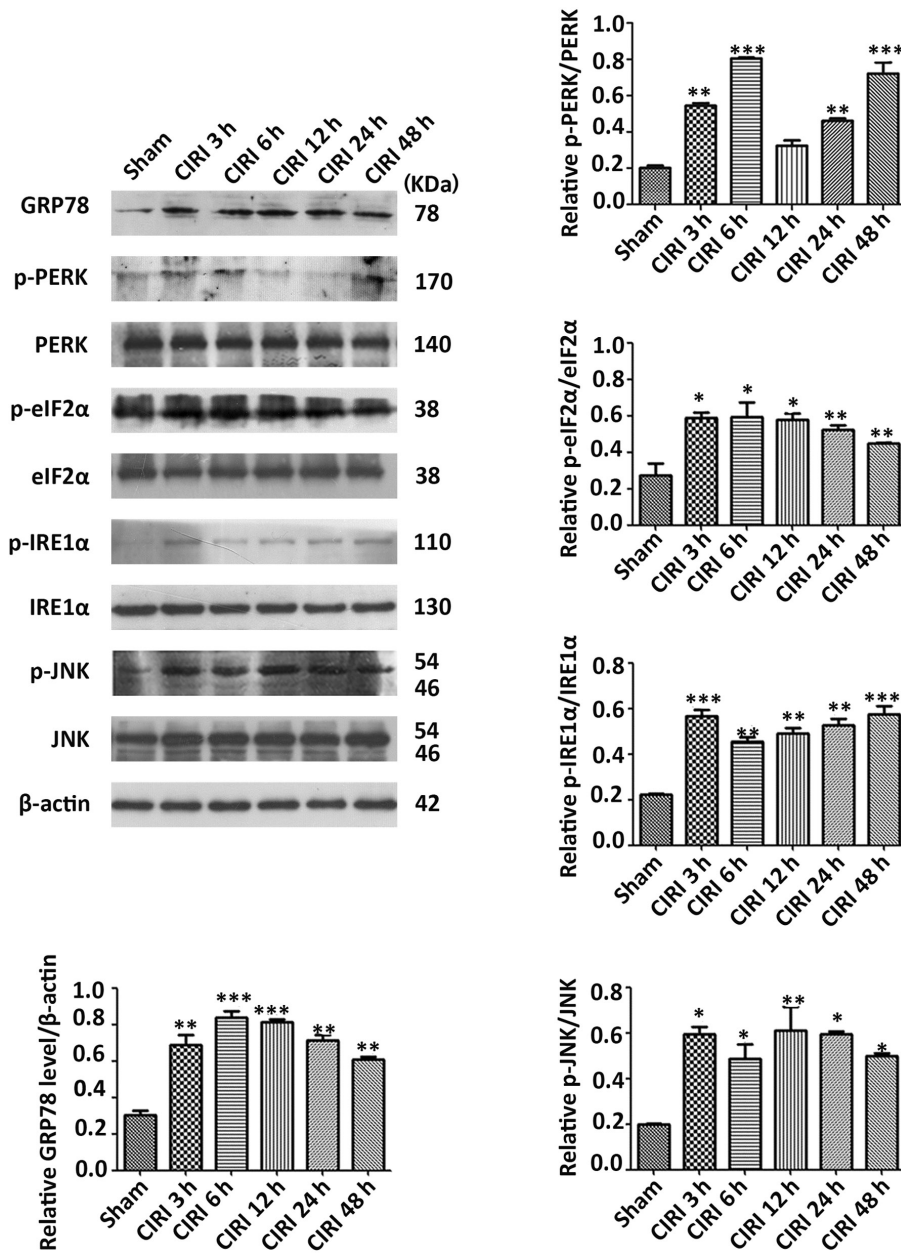 Sham
CIRI 3 h
CIRI 6 h
CIRI 12 h
CIRI 24 h
CIRI 48 h
(KDa)
GRP78 78
p-PERK 170
PERK 140
p-eIF2α 38
eIF2α 38
p-IRE1α 110
IRE1α 130
p-JNK 54
46
JNK 54
46
β-actin 42
Relative GRP78 level/β-actin
1.0
0.8
0.6
0.4
0.2
0.0
**
***
***
**
**
Sham
CIRI 3 h
CIRI 6 h
CIRI 12 h
CIRI 24 h
CIRI 48 h
Relative p-PERK/PERK
1.0
0.8
0.6
0.4
0.2
0.0
**
***
**
***
Sham
CIRI 3 h
CIRI 6 h
CIRI 12 h
CIRI 24 h
CIRI 48 h
Relative p-eIF2α/eIF2α
1.0
0.8
0.6
0.4
0.2
0.0
*
*
*
**
**
Sham
CIRI 3 h
CIRI 6 h
CIRI 12 h
CIRI 24 h
CIRI 48 h
Relative p-IRE1α/IRE1α
0.8
0.6
0.4
0.2
0.0
***
**
**
**
***
Sham
CIRI 3 h
CIRI 6 h
CIRI 12 h
CIRI 24 h
CIRI 48 h
Relative p-JNK/JNK
0.8
0.6
0.4
0.2
0.0
*
*
**
*
*
Sham
CIRI 3 h
CIRI 6 h
CIRI 12 h
CIRI 24 h
CIRI 48 h